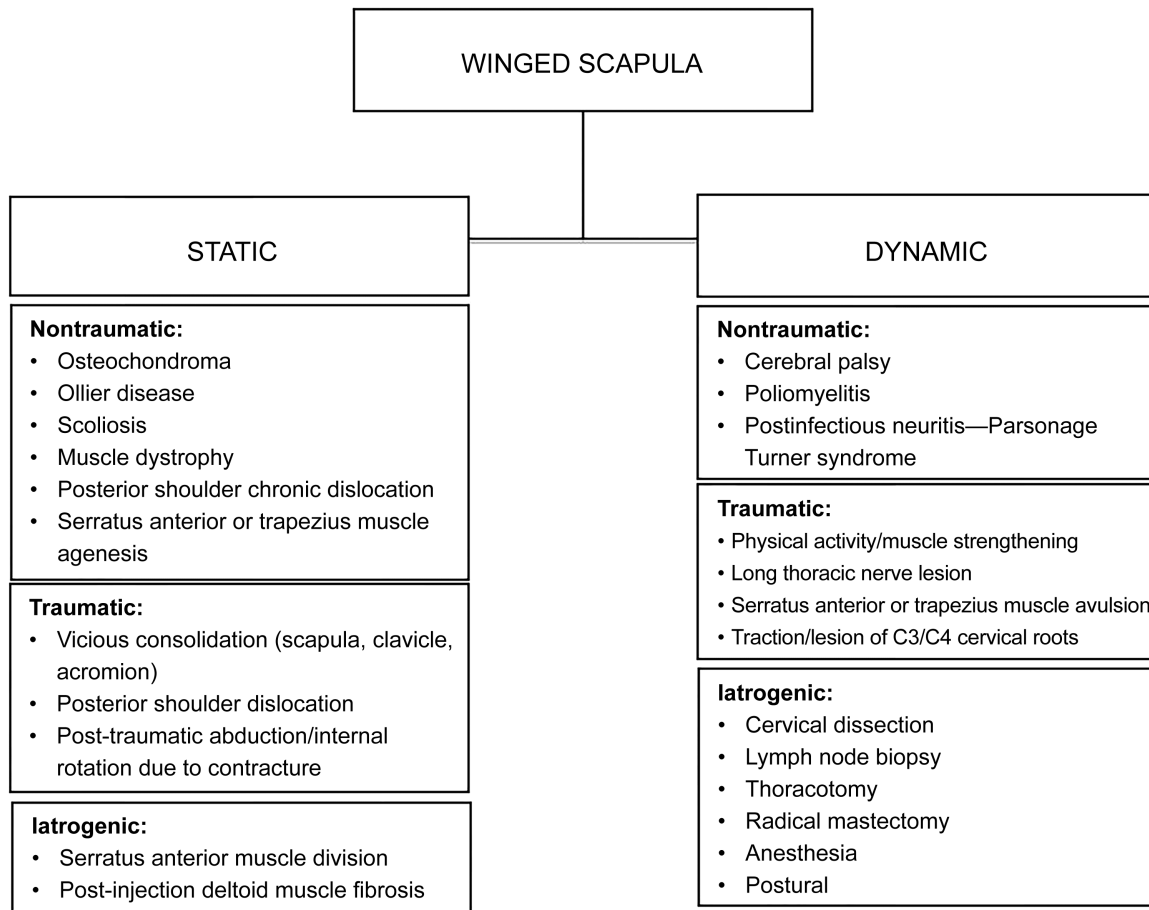 WINGED SCAPULA
STATIC
Nontraumatic:
• Osteochondroma
• Ollier disease
• Scoliosis
• Muscle dystrophy
• Posterior shoulder chronic dislocation
• Serratus anterior or trapezius muscle
agenesis
Traumatic:
• Vicious consolidation (scapula, clavicle,
acromion)
• Posterior shoulder dislocation
• Post-traumatic abduction/internal
rotation due to contracture
Iatrogenic:
• Serratus anterior muscle division
• Post-injection deltoid muscle fibrosis
DYNAMIC
Nontraumatic:
• Cerebral palsy
• Poliomyelitis
• Postinfectious neuritis—Parsonage
Turner syndrome
Traumatic:
• Physical activity/muscle strengthening
• Long thoracic nerve lesion
• Serratus anterior or trapezius muscle avulsion
• Traction/lesion of C3/C4 cervical roots
Iatrogenic:
• Cervical dissection
• Lymph node biopsy
• Thoracotomy
• Radical mastectomy
• Anesthesia
• Postural